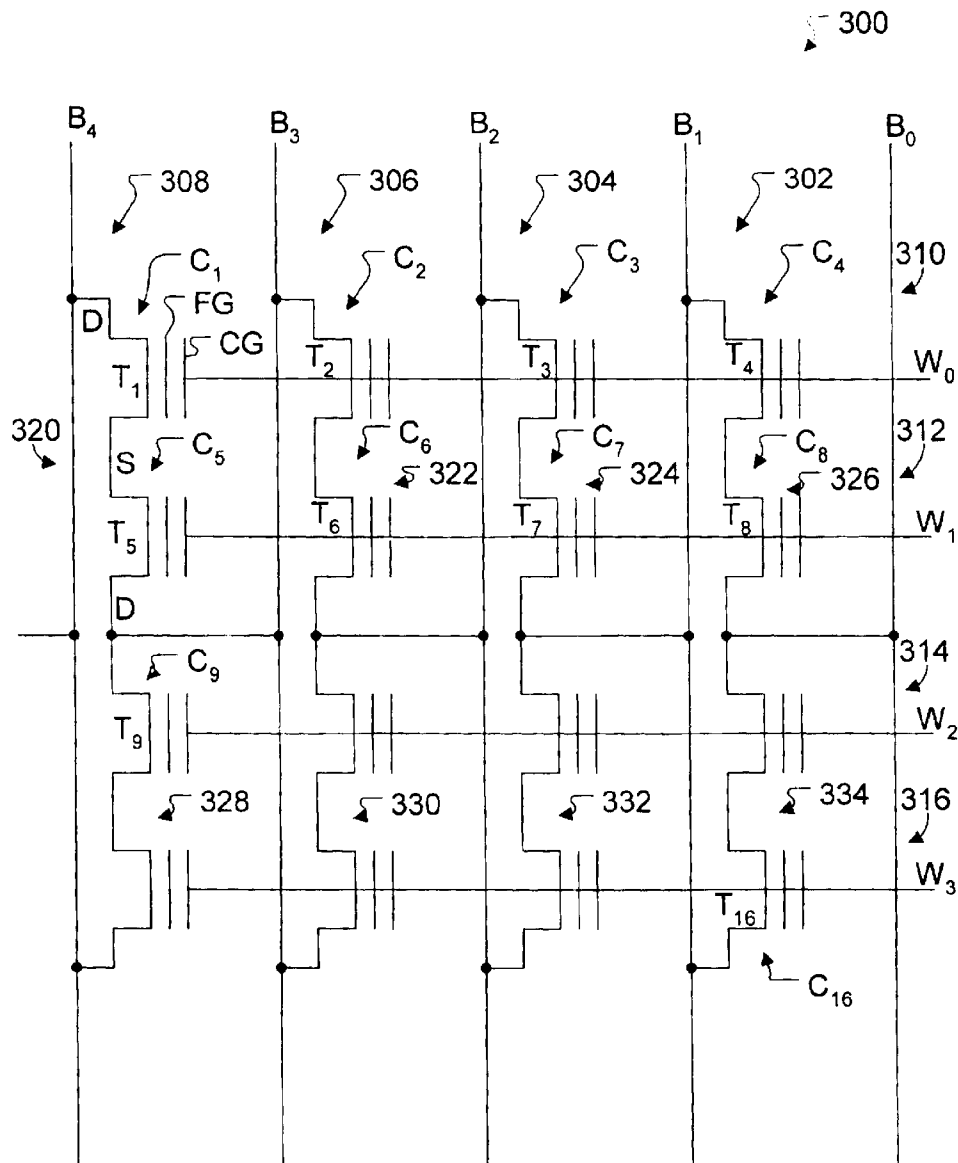 300
B₄ B₃ B₂ B₁ B₀
308 306 304 302
C₁ C₂ C₃ C₄ 310
FG
D
CG
T₁ T₂ T₃ T₄ W₀
320 S C₅ C₆ C₇ C₈ 312
322 324 326
T₅ T₆ T₇ T₈ W₁
D
C₉ 314
T₉ W₂
328 330 332 334 316
W₃
T₁₆
C₁₆